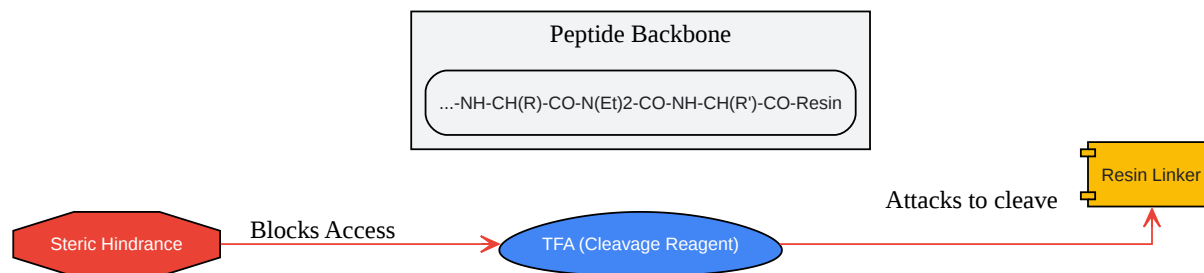 Peptide Backbone
...-NH-CH(R)-CO-N(Et)2-CO-NH-CH(R')-CO-Resin
Resin Linker
Attacks to cleave
Steric Hindrance
Blocks Access
TFA (Cleavage Reagent)